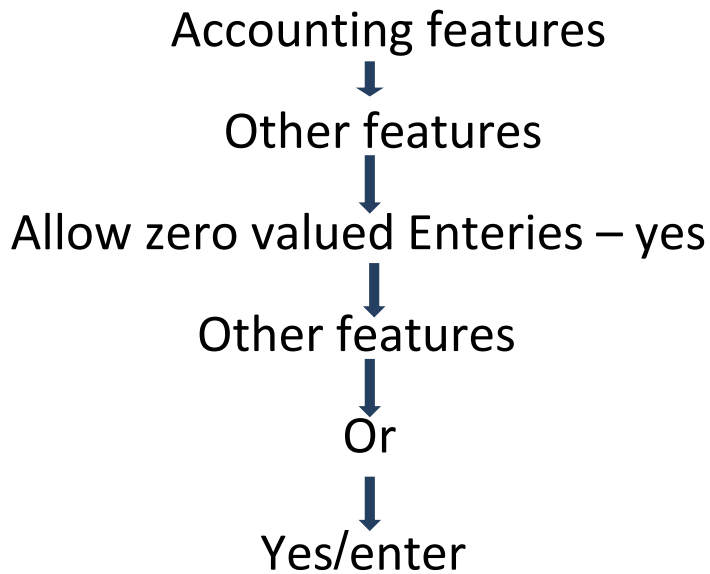 Accounting features
Other features
Allow zero valued Enteries – yes
Other features
Or
Yes/enter